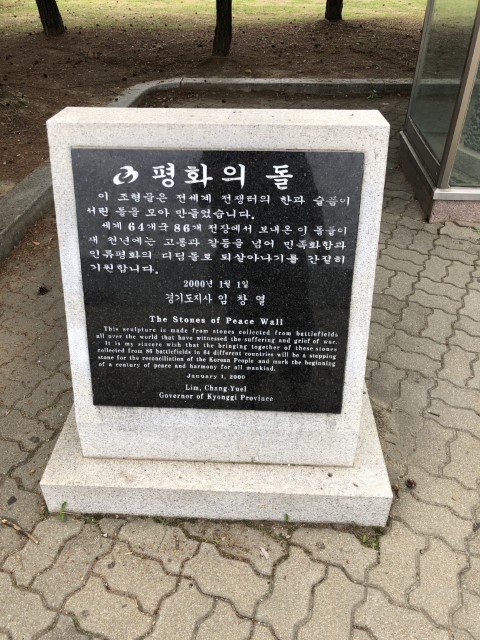 평화의 돌
이 조형물은 전세계 전쟁터의 한과 슬픔이
서린 돌을 모아 만들었습니다.
세계 64개국 86개 전장에서 보내온 이 돌들이
새 천년에는 고통과 갈등을 넘어 민족화합과
인류평화의 디딤돌로 되살아나기를 간절히
기원합니다.
2000년 1월 1일
경기도지사 임 창 열
The Stones of Peace Wall
This sculpture is made from stones collected from battlefields
all over the world that have witnessed the suffering and grief of war.
It is my sincere wish that the bringing together of these stones
collected from 86 battlefields in 64 different countries will be a stepping
stone for the reconciliation of the Korean People and mark the beginning
of a century of peace and harmony for all mankind.
January 1, 2000
Lim, Chang-Yuel
Governor of Kyonggi Province